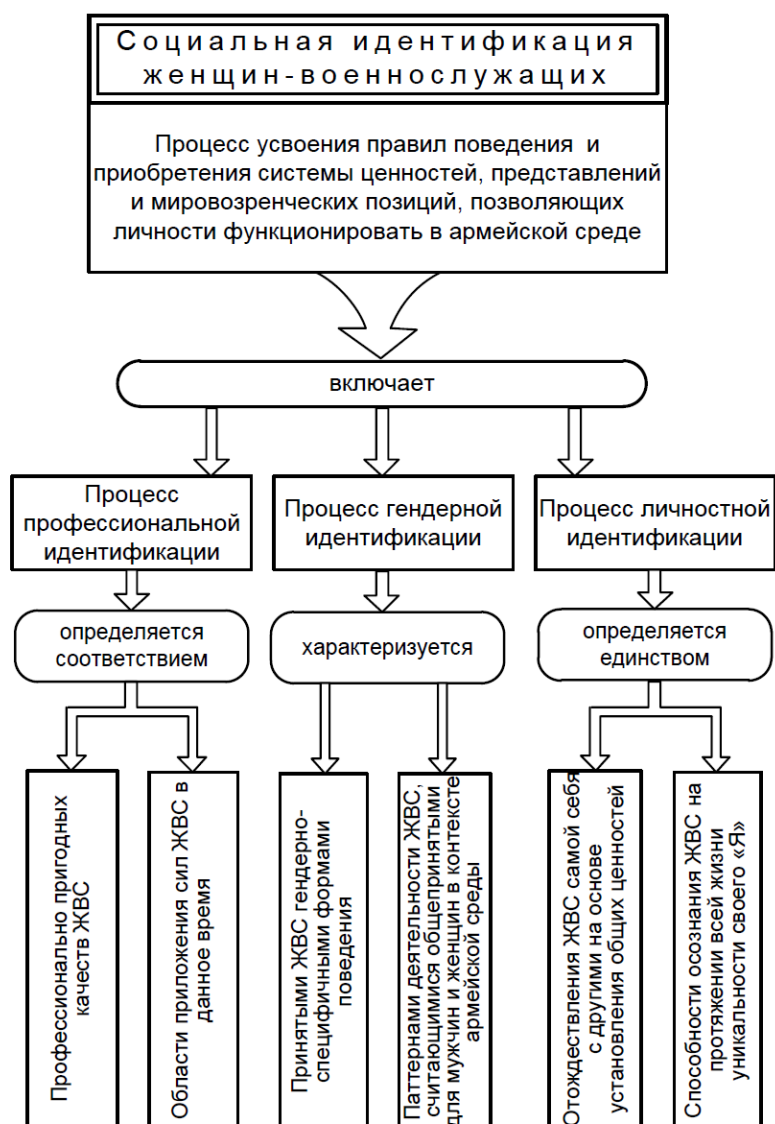 Социальная идентификация
женщин-военнослужащих
Процесс усвоения правил поведения и
приобретения системы ценностей, представлений
и мировозренческих позиций, позволяющих
личности функционировать в армейской среде
включает
Процесс
профессиональной
идентификации
Процесс гендерной
идентификации
Процесс личностной
идентификации
определяется
соответствием
характеризуется
определяется
единством
Профессионально пригодных
качеств ЖВС
Области приложения сил ЖВС в
данное время
Принятыми ЖВС гендерно-
специфичными формами
поведения
Паттернами деятельности ЖВС,
считающимися общепринятыми
для мужчин и женщин в контексте
армейской среды
Отождествления ЖВС самой себя
с другими на основе
установления общих ценностей
Способности осознания ЖВС на
протяжении всей жизни
уникальности своего «Я»